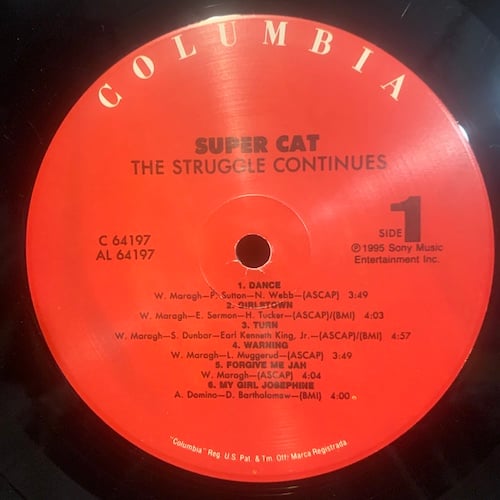 COLUMBIA
SUPER CAT
THE STRUGGLE CONTINUES
C 64197
AL 64197
SIDE 1
℗1995 Sony Music
Entertainment Inc.
1. DANCE
W. Maragh—P. Sutton—N. Webb—(ASCAP) 3:49
2. GIRLSTOWN
W. Maragh—E. Sermon—H. Tucker—(ASCAP)/(BMI) 4:03
3. TURN
W. Maragh—S. Dunbar—Earl Kenneth King, Jr.—(ASCAP)/(BMI) 4:57
4. WARNING
W. Maragh—L. Muggerud—(ASCAP) 3:49
5. FORGIVE ME JAH
W. Maragh—(ASCAP) 4:04
6. MY GIRL JOSEPHINE
A. Domino—D. Bartholomew—(BMI) 4:00
"Columbia" Reg. U.S. Pat. & Tm. Off. Marca Registrada.